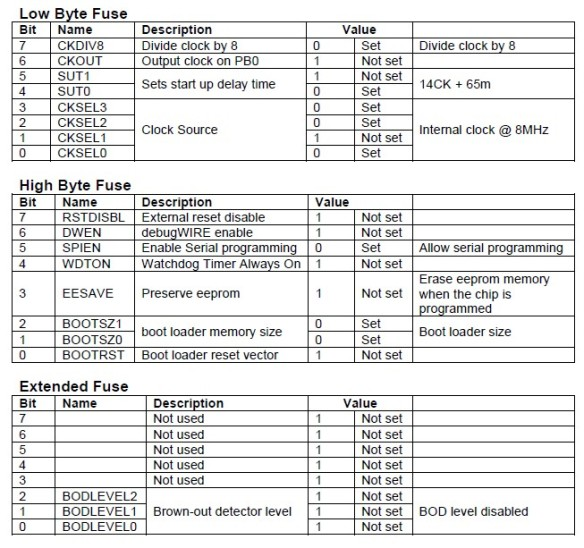 Low Byte Fuse
Bit Name Description Value
7 CKDIV8 Divide clock by 8 0 Set Divide clock by 8
6 CKOUT Output clock on PB0 1 Not set
5 SUT1 Sets start up delay time 1 Not set 14CK + 65m
4 SUT0 0 Set
3 CKSEL3 Clock Source 0 Set Internal clock @ 8MHz
2 CKSEL2 0 Set
1 CKSEL1 1 Not set
0 CKSEL0 0 Set
High Byte Fuse
Bit Name Description Value
7 RSTDISBL External reset disable 1 Not set
6 DWEN debugWIRE enable 1 Not set
5 SPIEN Enable Serial programming 0 Set Allow serial programming
4 WDTON Watchdog Timer Always On 1 Not set
3 EESAVE Preserve eeprom 1 Not set Erase eeprom memory
when the chip is
programmed
2 BOOTSZ1 boot loader memory size 0 Set Boot loader size
1 BOOTSZ0 0 Set
0 BOOTRST Boot loader reset vector 1 Not set
Extended Fuse
Bit Name Description Value
7 Not used 1 Not set
6 Not used 1 Not set
5 Not used 1 Not set
4 Not used 1 Not set
3 Not used 1 Not set
2 BODLEVEL2 Brown-out detector level 1 Not set BOD level disabled
1 BODLEVEL1 1 Not set
0 BODLEVEL0 1 Not set